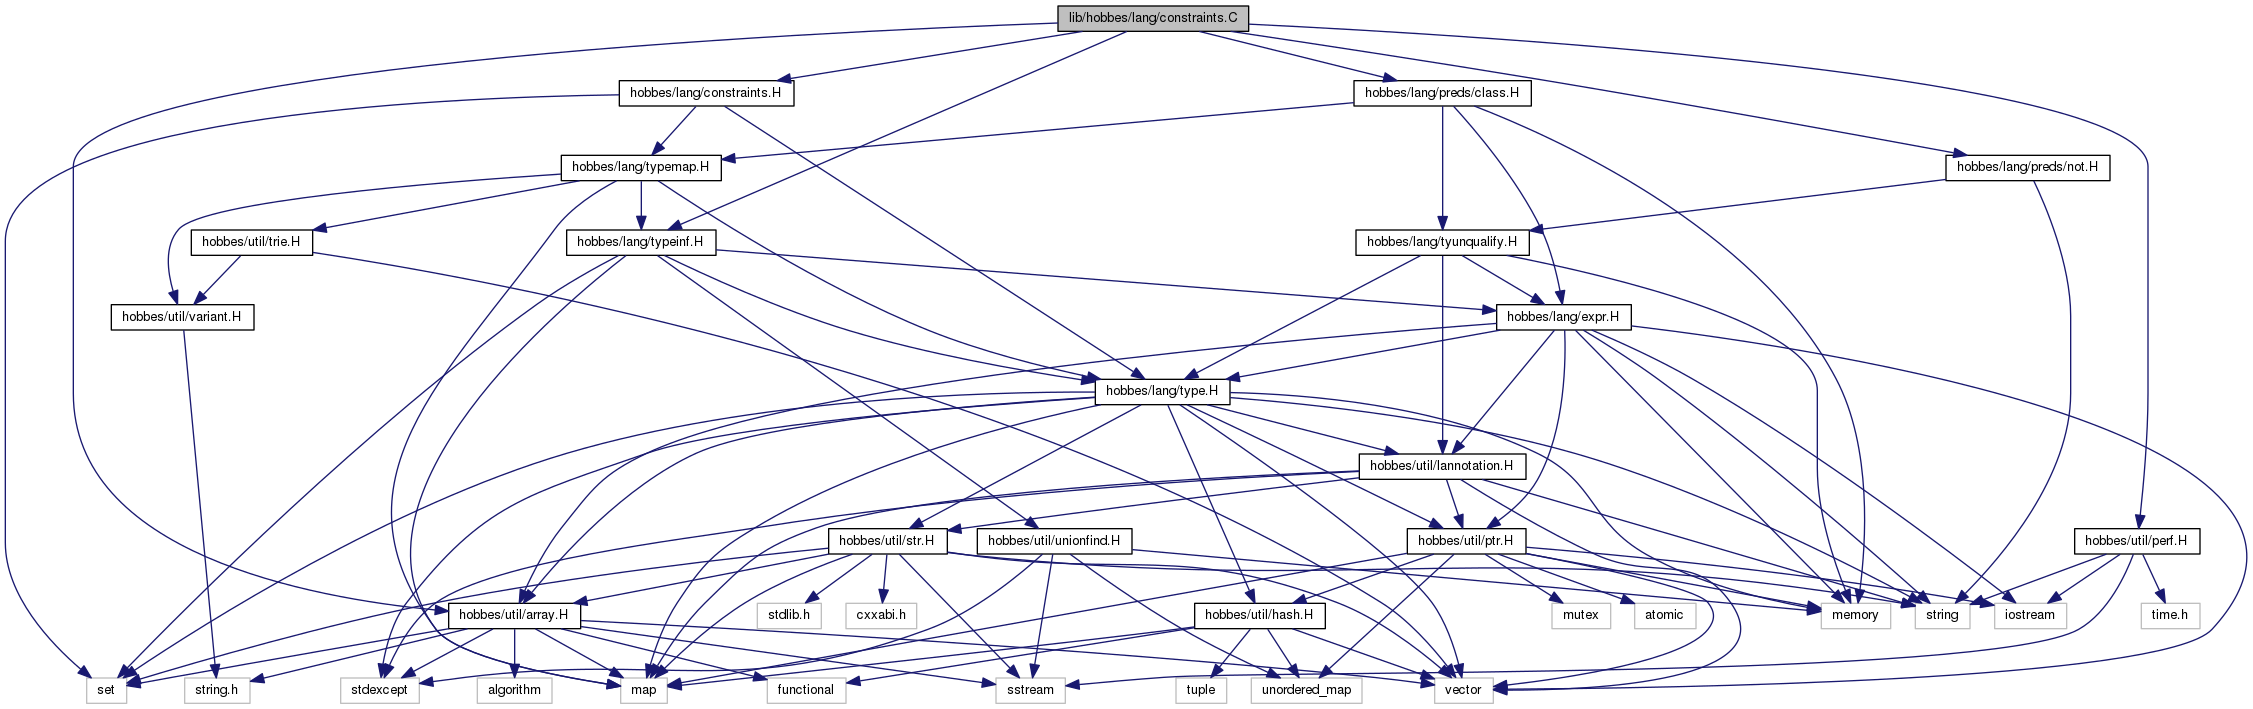 lib/hobbes/lang/constraints.C
hobbes/lang/constraints.H
hobbes/lang/preds/class.H
hobbes/lang/typemap.H
hobbes/lang/preds/not.H
hobbes/util/trie.H
hobbes/lang/typeinf.H
hobbes/lang/tyunqualify.H
hobbes/util/variant.H
hobbes/lang/expr.H
hobbes/lang/type.H
hobbes/util/lannotation.H
hobbes/util/str.H
hobbes/util/unionfind.H
hobbes/util/ptr.H
hobbes/util/perf.H
hobbes/util/array.H
stdlib.h
cxxabi.h
hobbes/util/hash.H
mutex
atomic
memory
string
iostream
time.h
set
string.h
stdexcept
algorithm
map
functional
sstream
tuple
unordered_map
vector